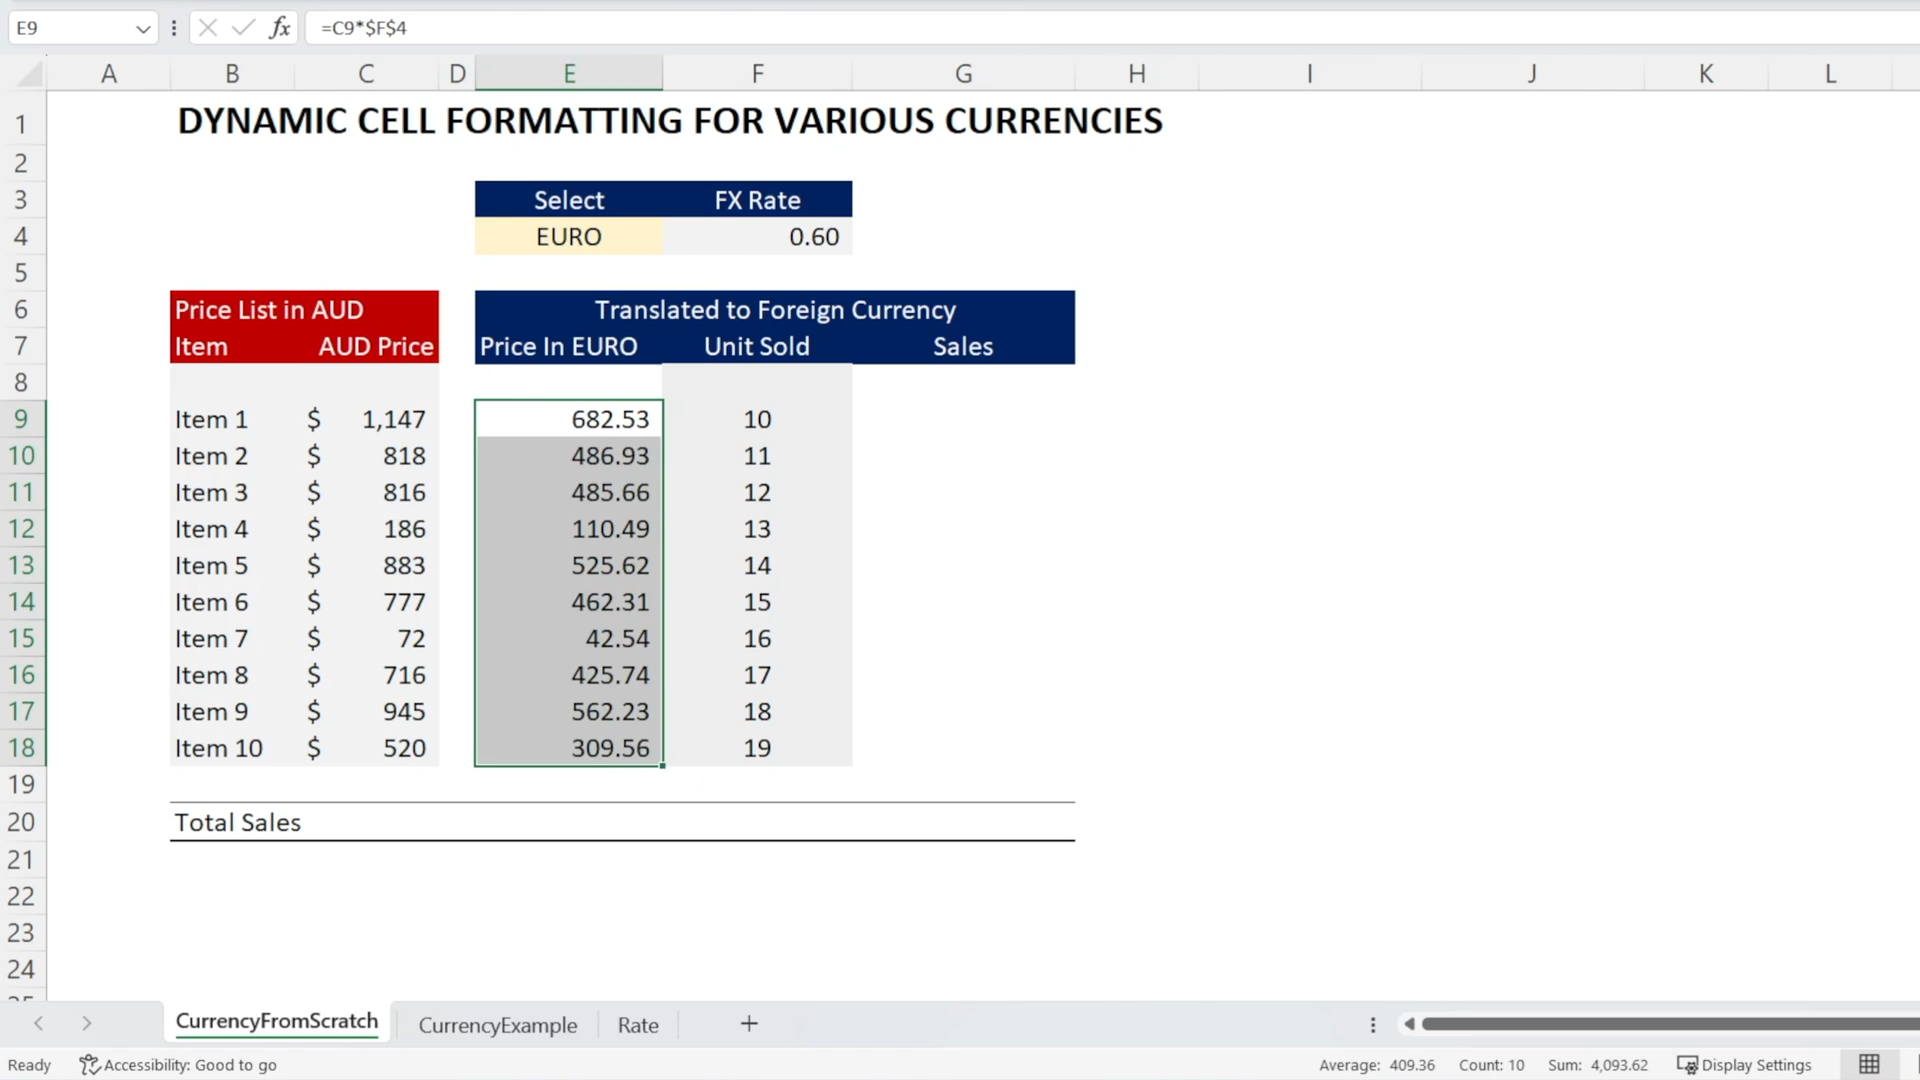 E9 fx =C9*$F$4
A B C D E F G H I J K L
1 DYNAMIC CELL FORMATTING FOR VARIOUS CURRENCIES
2
3 Select FX Rate
4 EURO 0.60
5
6 Price List in AUD Translated to Foreign Currency
7 Item AUD Price Price In EURO Unit Sold Sales
8
9 Item 1 $ 1,147 682.53 10
10 Item 2 $ 818 486.93 11
11 Item 3 $ 816 485.66 12
12 Item 4 $ 186 110.49 13
13 Item 5 $ 883 525.62 14
14 Item 6 $ 777 462.31 15
15 Item 7 $ 72 42.54 16
16 Item 8 $ 716 425.74 17
17 Item 9 $ 945 562.23 18
18 Item 10 $ 520 309.56 19
19
20 Total Sales
21
22
23
24
CurrencyFromScratch CurrencyExample Rate
Ready Accessibility: Good to go Average: 409.36 Count: 10 Sum: 4,093.62 Display Settings